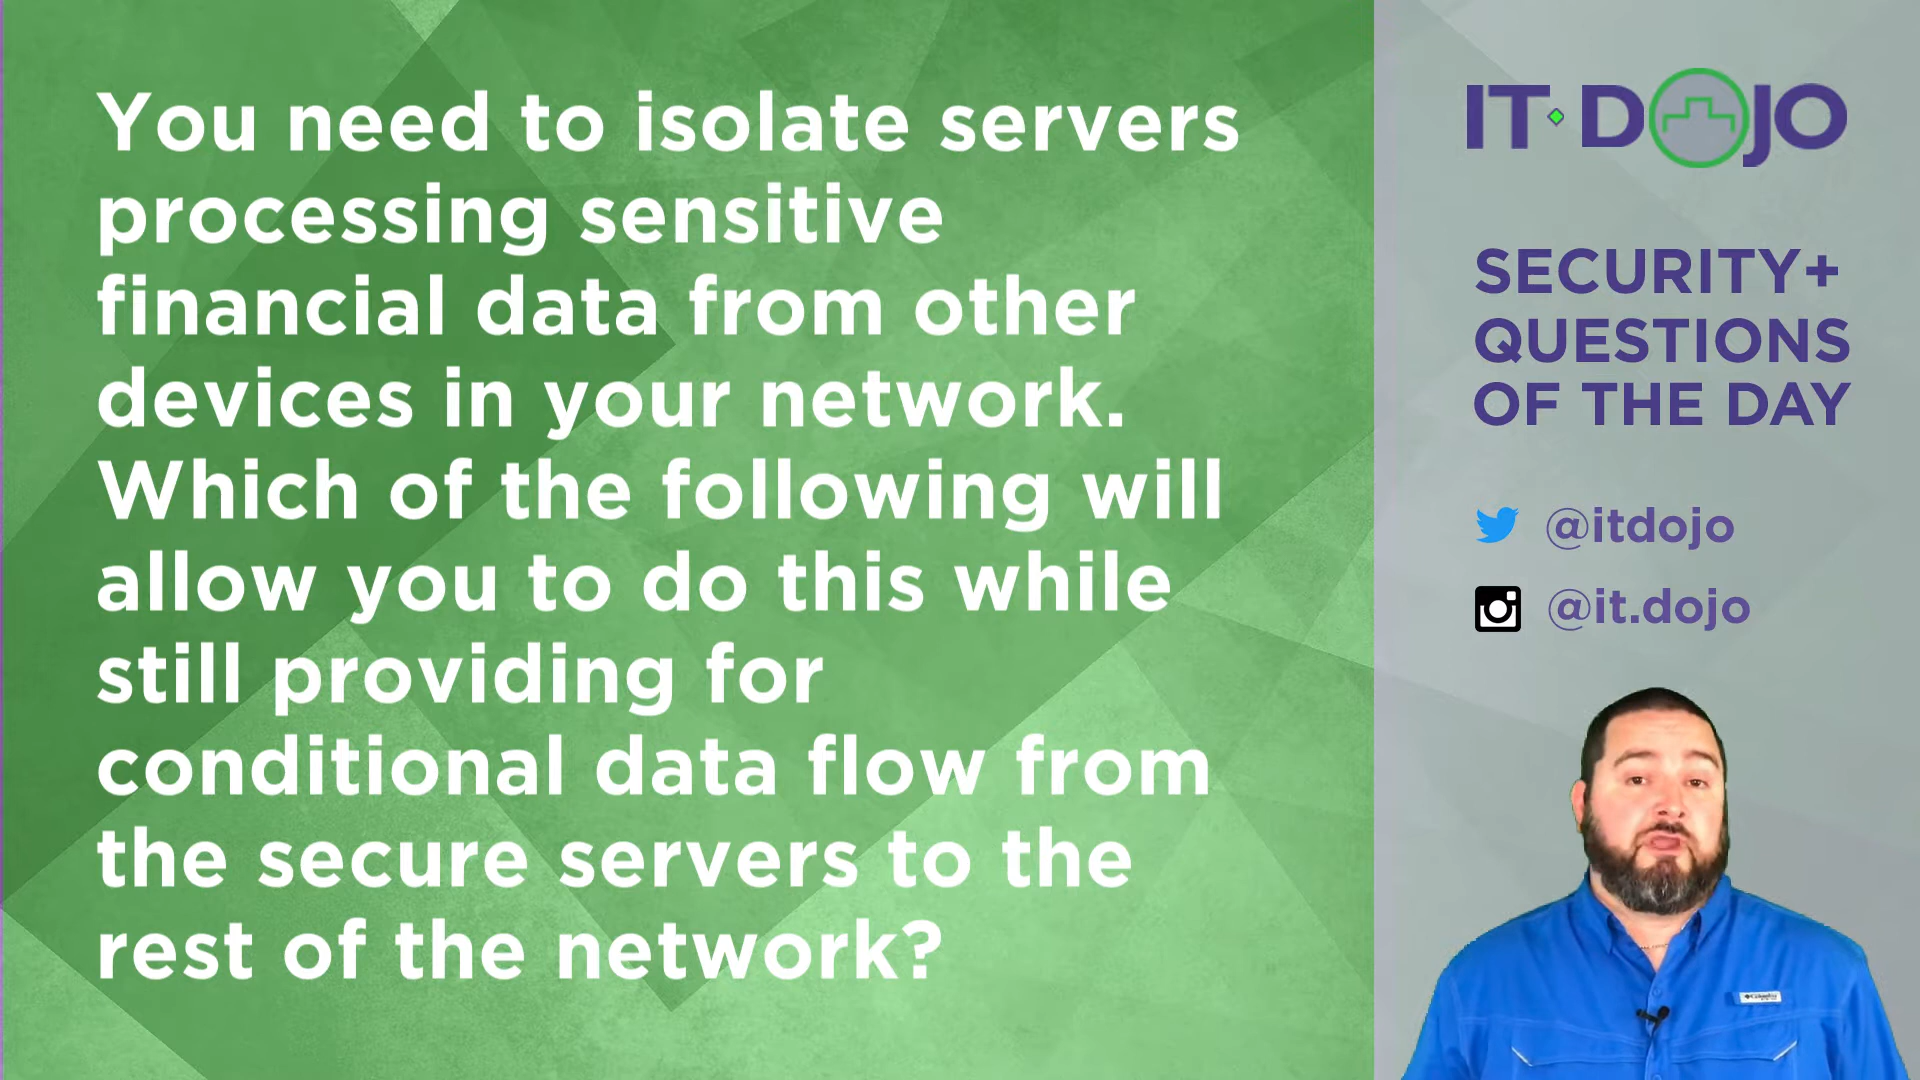 You need to isolate servers
processing sensitive
financial data from other
devices in your network.
Which of the following will
allow you to do this while
still providing for
conditional data flow from
the secure servers to the
rest of the network?
IT DOJO
SECURITY+
QUESTIONS
OF THE DAY
@itdojo
@it.dojo
Columbia